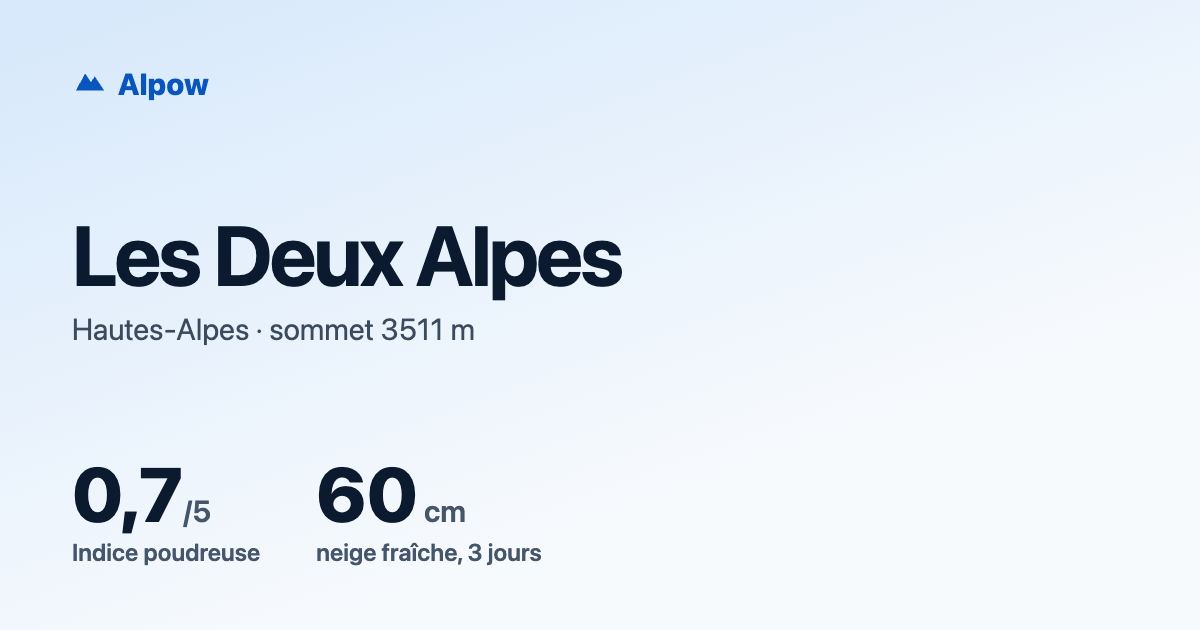 Alpow
Les Deux Alpes
Hautes-Alpes · sommet 3511 m
0,7/5
Indice poudreuse
60 cm
neige fraîche, 3 jours